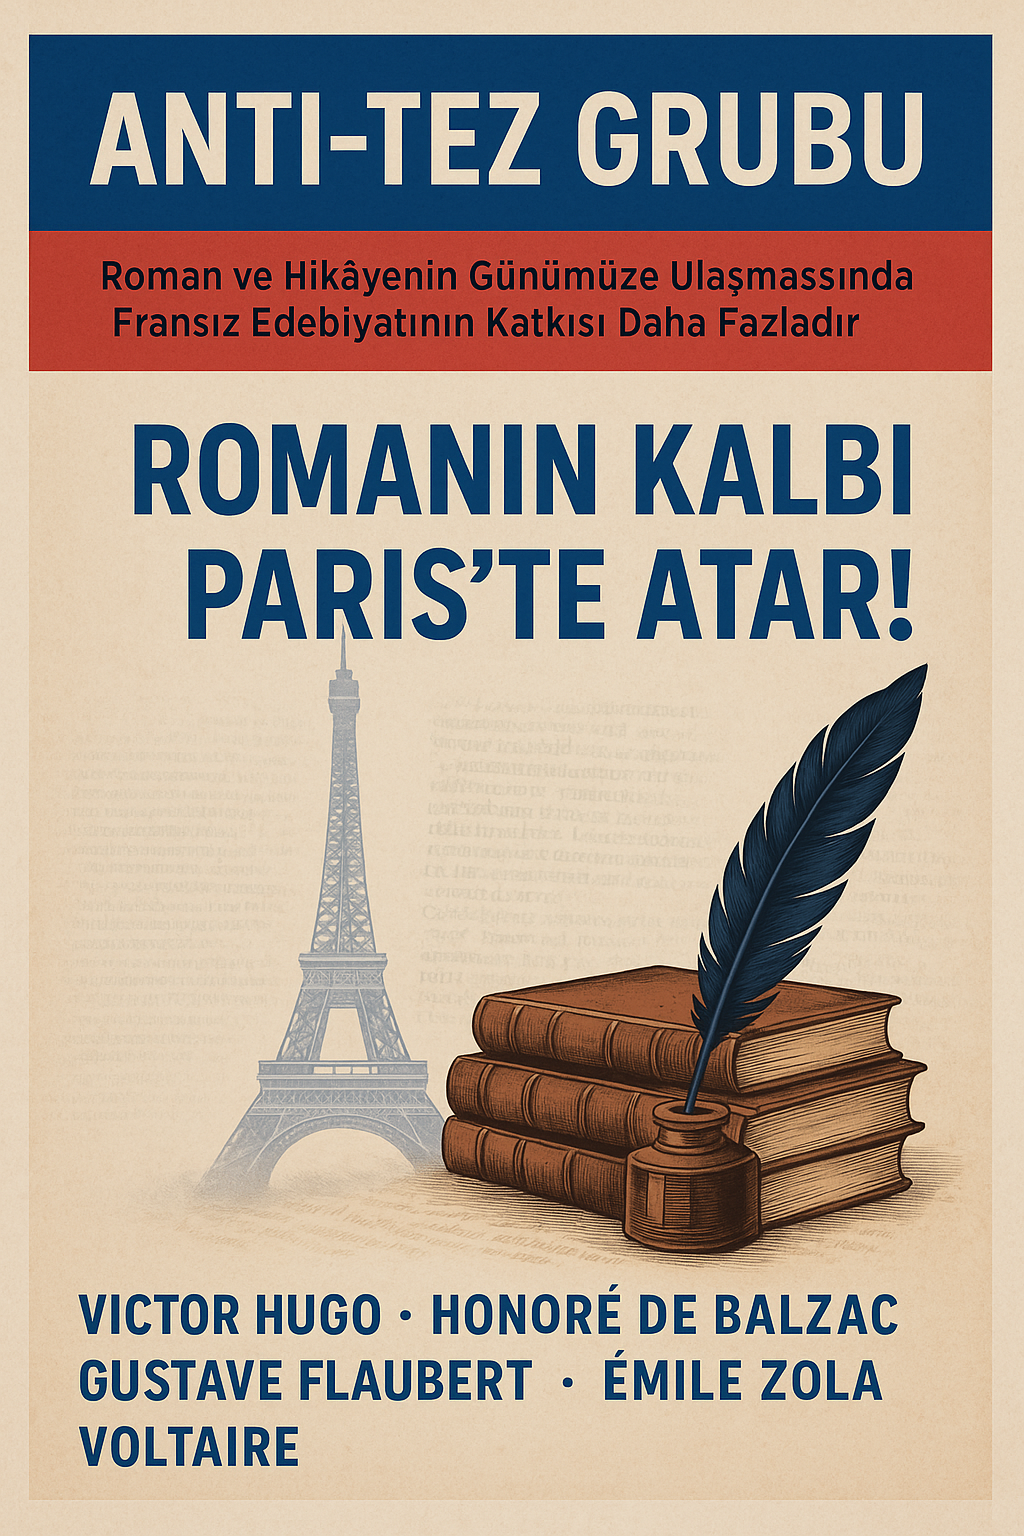 ANTI-TEZ GRUBU
Roman ve Hikâyenin Günümüze Ulaşmassında
Fransız Edebiyatının Katkısı Daha Fazladır
ROMANIN KALBI
PARIS'TE ATAR!
VICTOR HUGO • HONORÉ DE BALZAC
GUSTAVE FLAUBERT • ÉMILE ZOLA
VOLTAIRE